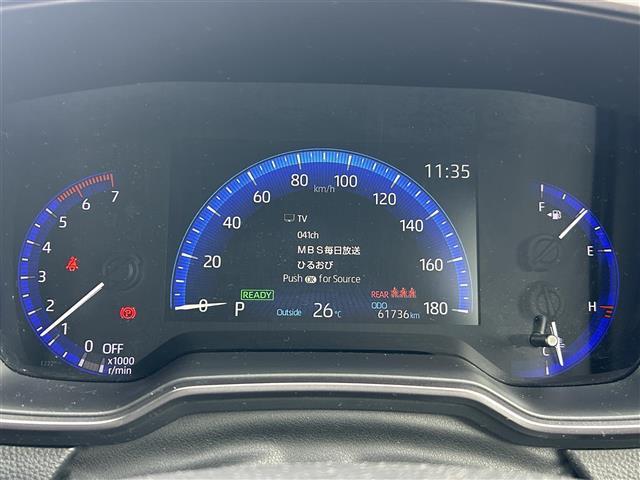 11:35
0
20
40
60
80
100
120
140
160
180
km/h
TV
041ch
MBS毎日放送
ひるおび
Push OK for Source
READY
P
Outside 26°C
REAR
ODO
61736 km
0
1
2
3
4
5
6
7
OFF
x1000
r/min
F
E
H
C